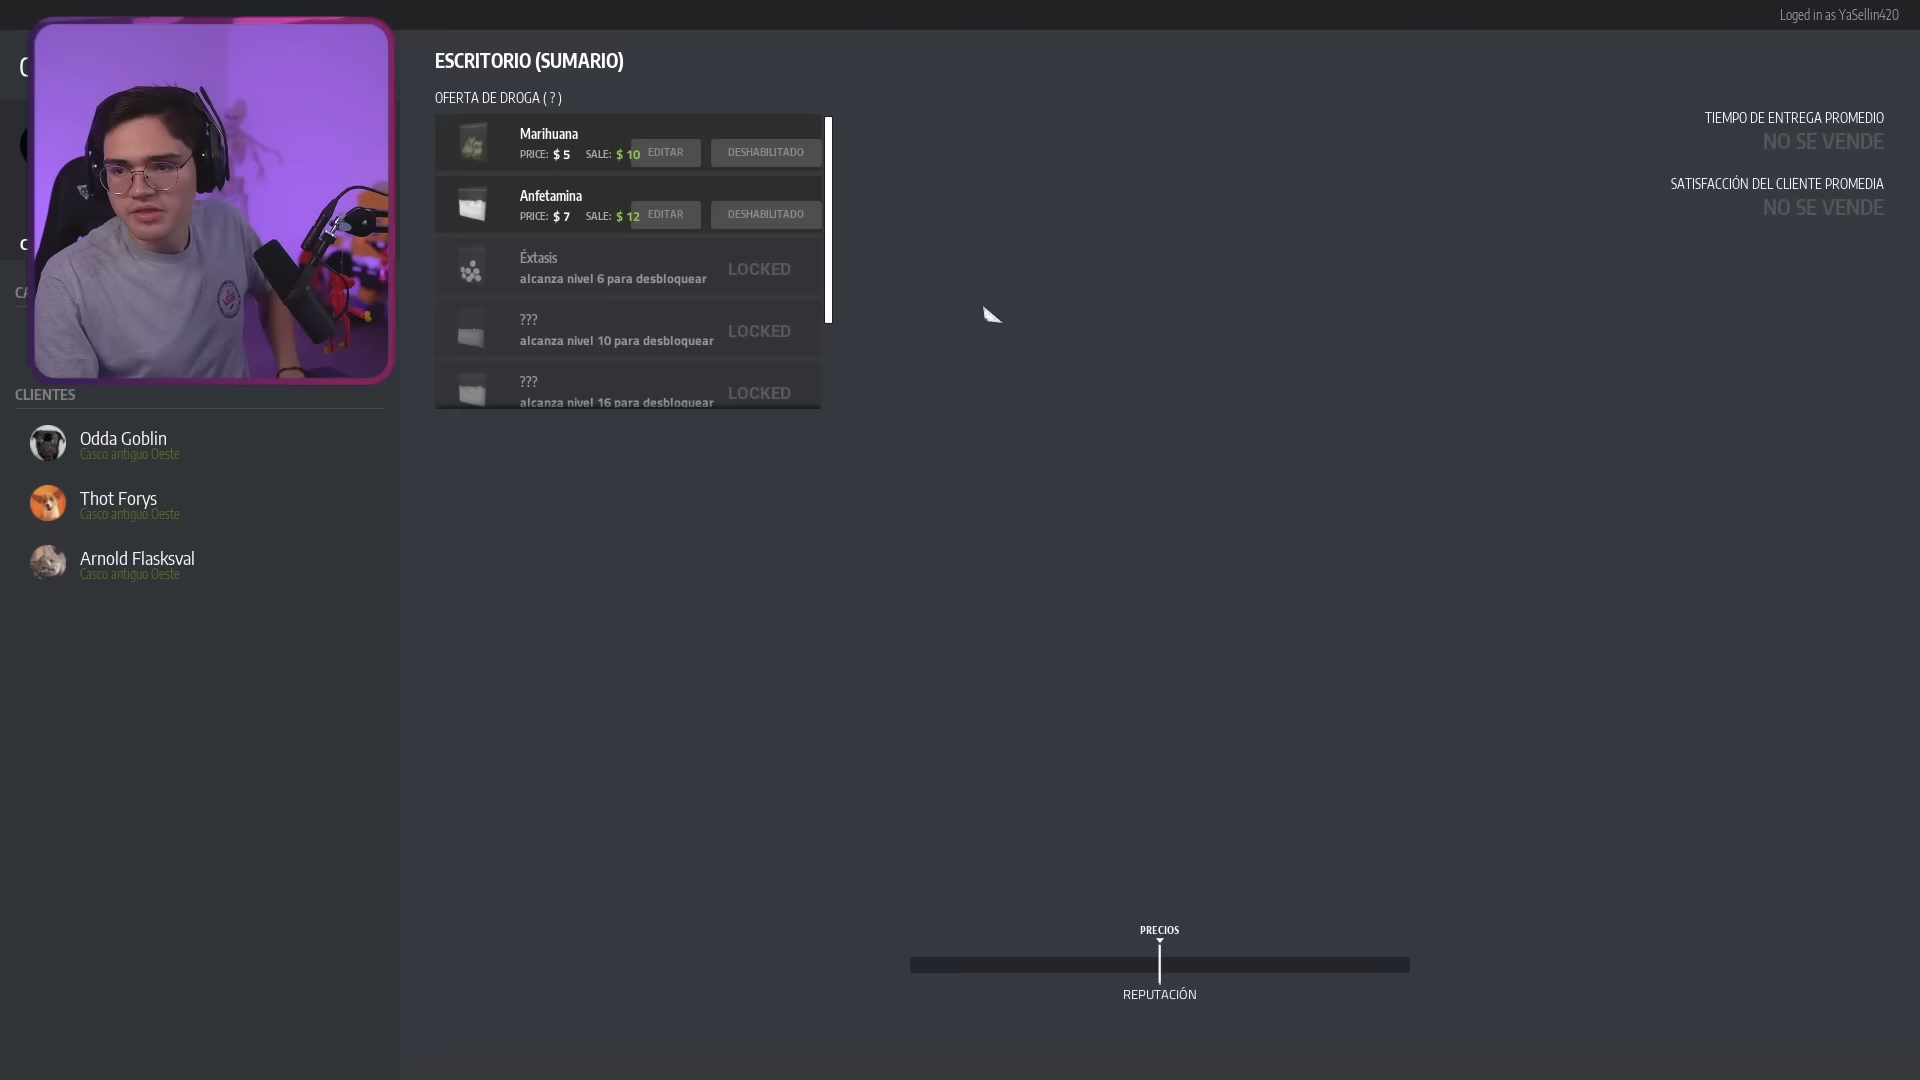 Loged in as YaSellin420
ESCRITORIO (SUMARIO)
OFERTA DE DROGA ( ? )
Marihuana
PRICE: $ 5 SALE: $ 10 EDITAR DESHABILITADO
Anfetamina
PRICE: $ 7 SALE: $ 12 EDITAR DESHABILITADO
Éxtasis
alcanza nivel 6 para desbloquear LOCKED
???
alcanza nivel 10 para desbloquear LOCKED
???
alcanza nivel 16 para desbloquear LOCKED
TIEMPO DE ENTREGA PROMEDIO
NO SE VENDE
SATISFACCIÓN DEL CLIENTE PROMEDIA
NO SE VENDE
CLIENTES
Odda Goblin
Casco antiguo Oeste
Thot Forys
Casco antiguo Oeste
Arnold Flasksval
Casco antiguo Oeste
PRECIOS
REPUTACIÓN